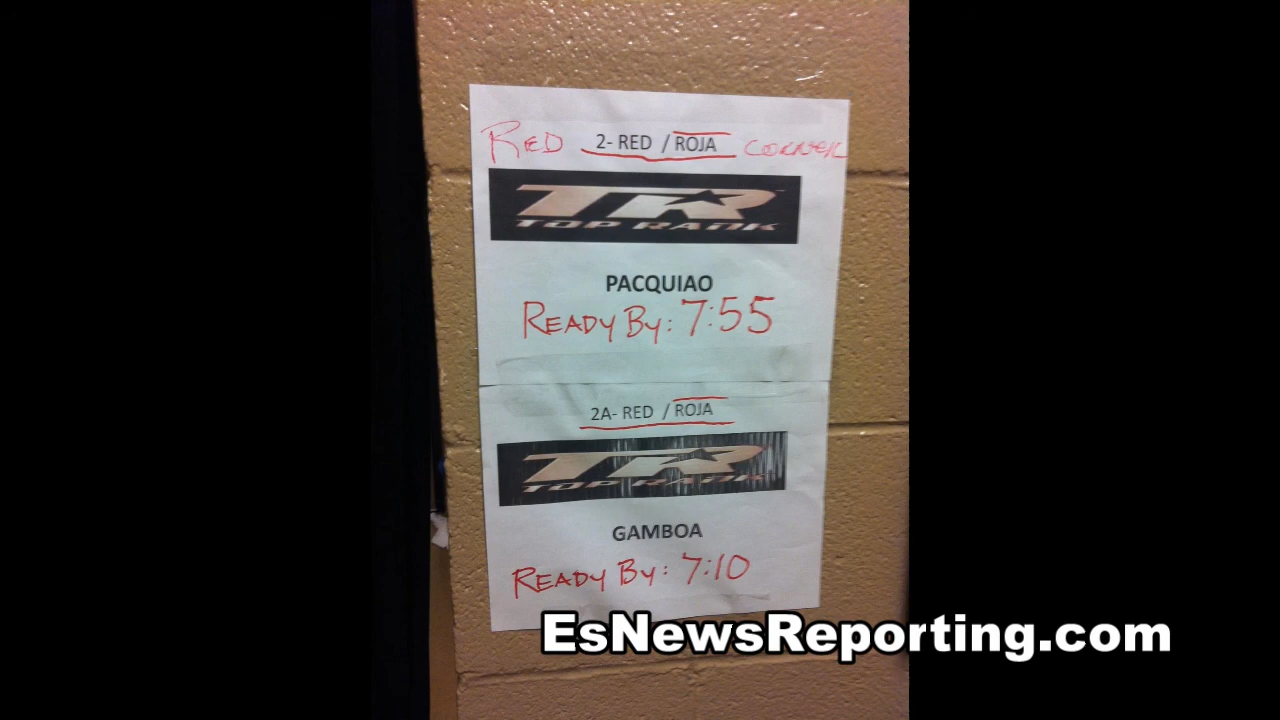 RED 2- RED / ROJA CORNER
TR
TOP RANK
PACQUIAO
READY BY: 7:55
2A- RED / ROJA
TR
TOP RANK
GAMBOA
READY BY: 7:10
EsNewsReporting.com